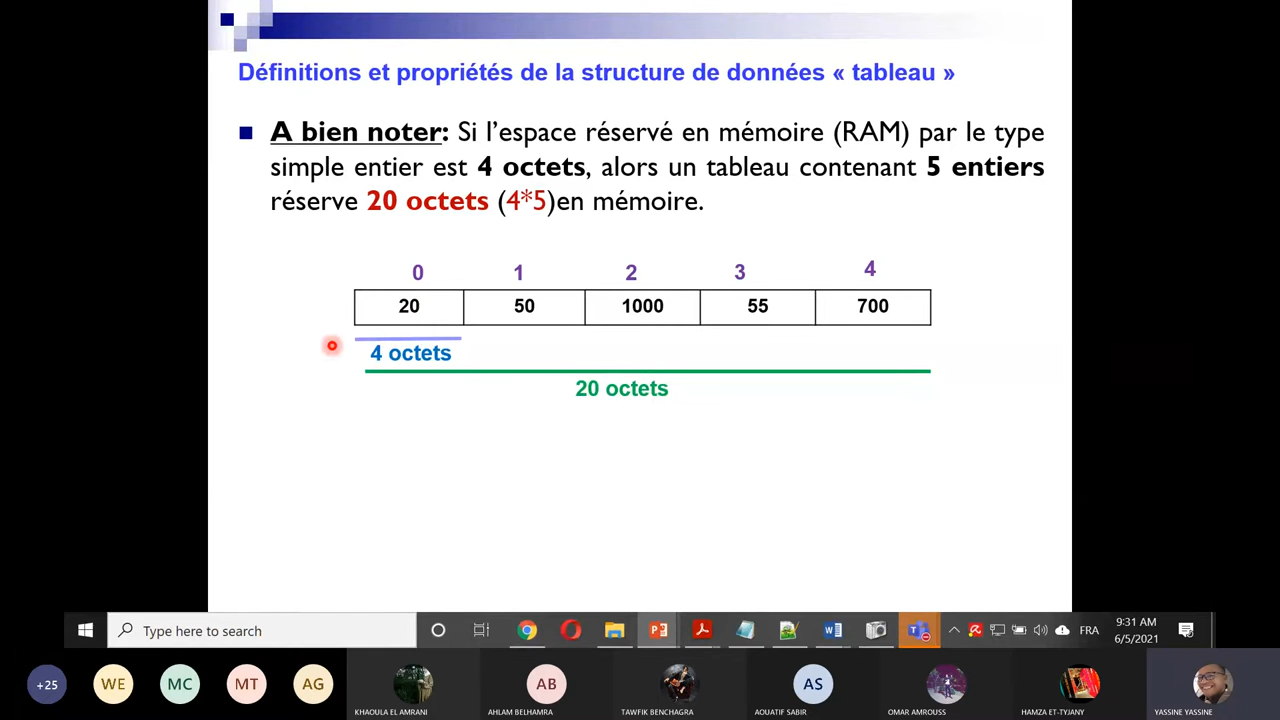 Définitions et propriétés de la structure de données « tableau »
A bien noter: Si l'espace réservé en mémoire (RAM) par le type
simple entier est 4 octets, alors un tableau contenant 5 entiers
réserve 20 octets (4*5)en mémoire.
0 1 2 3 4
20 50 1000 55 700
4 octets
20 octets
Type here to search
FRA
9:31 AM
6/5/2021
+25 WE MC MT AG AB AS
KHAOULA EL AMRANI AHLAM BELHAMRA TAWFIK BENCHAGRA AOUATIF SABIR OMAR AMROUSS HAMZA ET-TYJANY YASSINE YASSINE